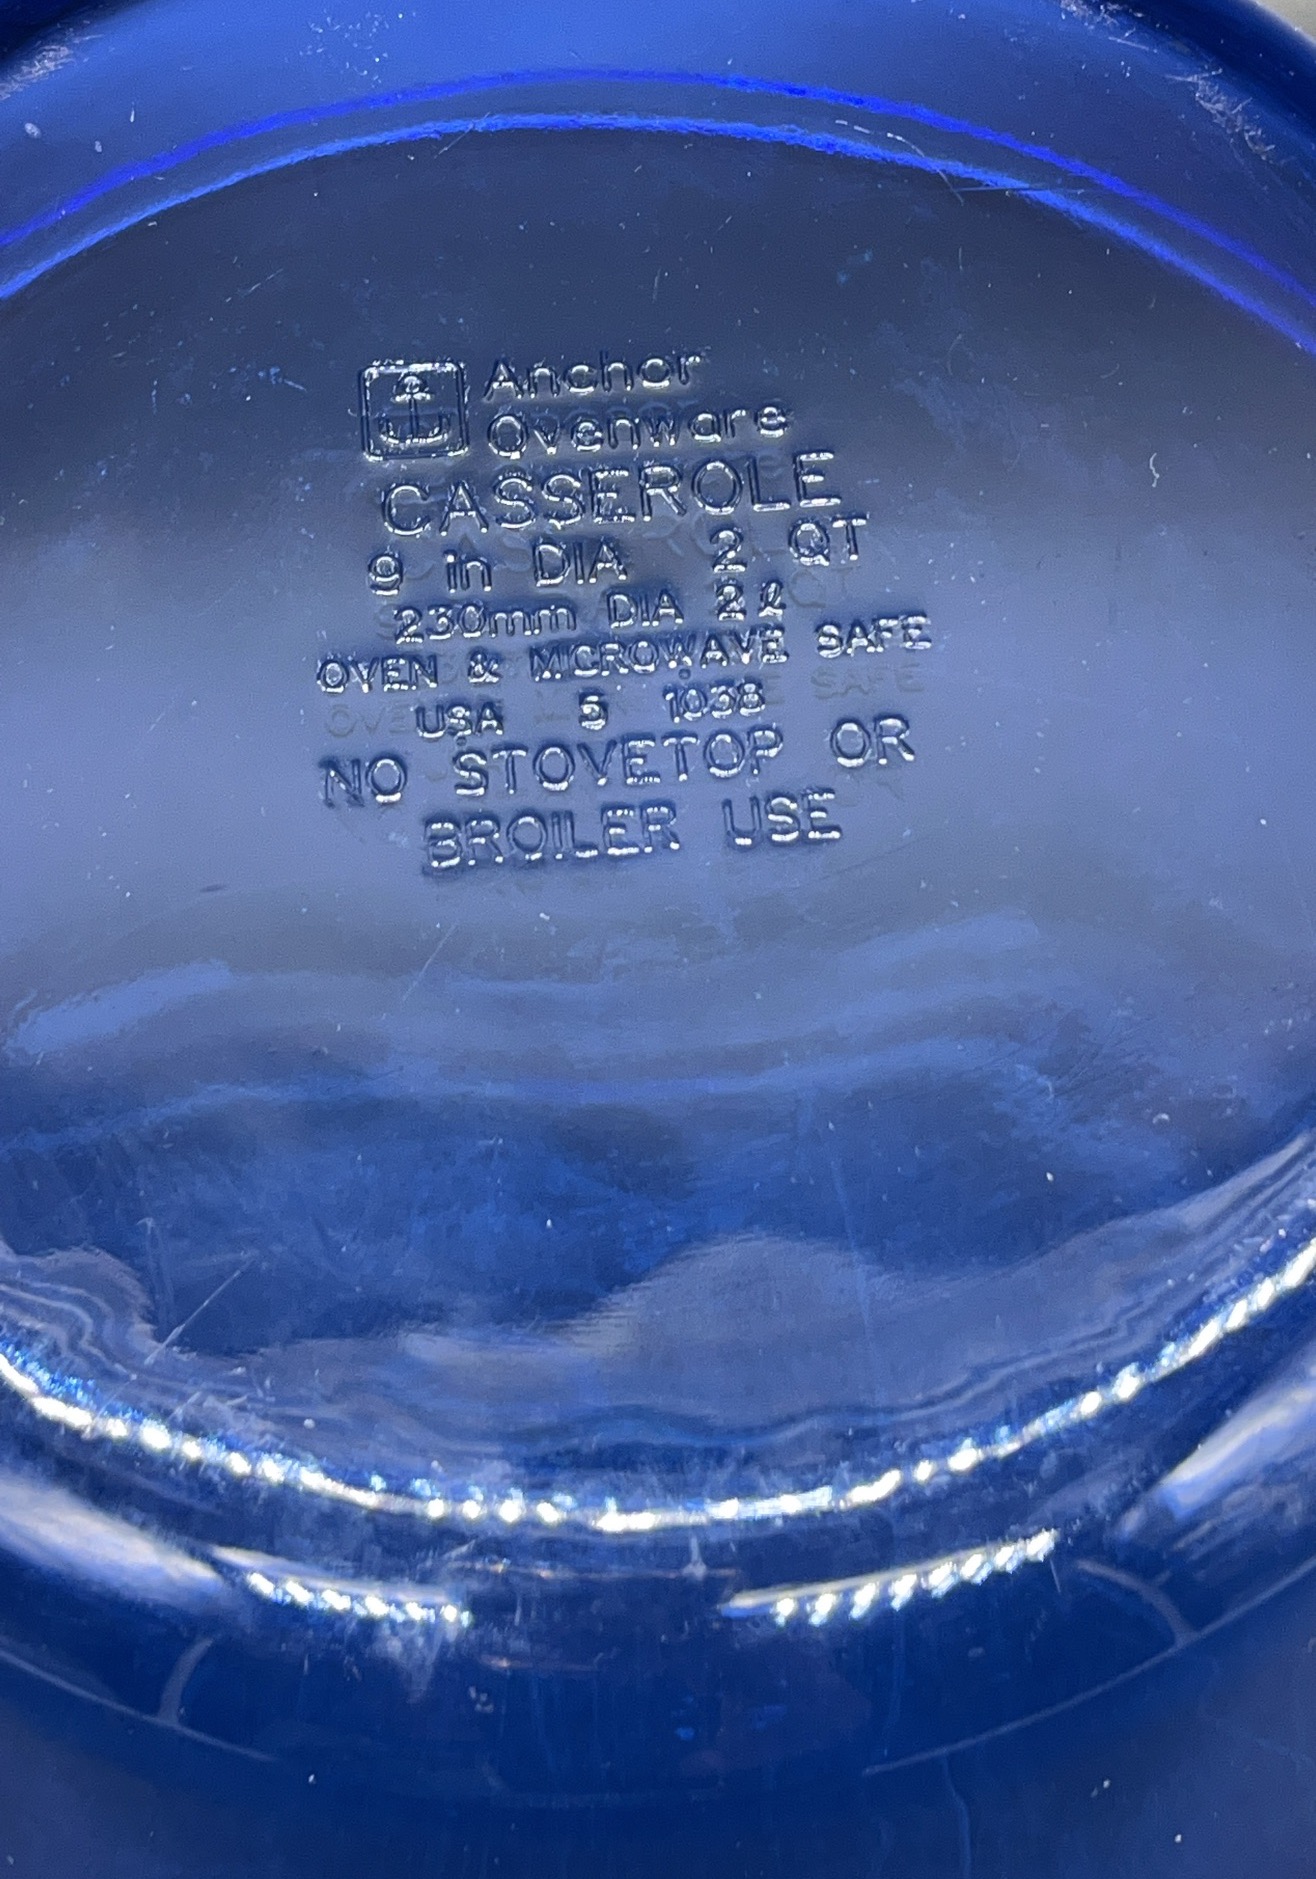 Anchor
Ovenware
CASSEROLE
9 in DIA 2 QT
230mm DIA 2ℓ
OVEN & MICROWAVE SAFE
USA 5 1038
NO STOVETOP OR
BROILER USE